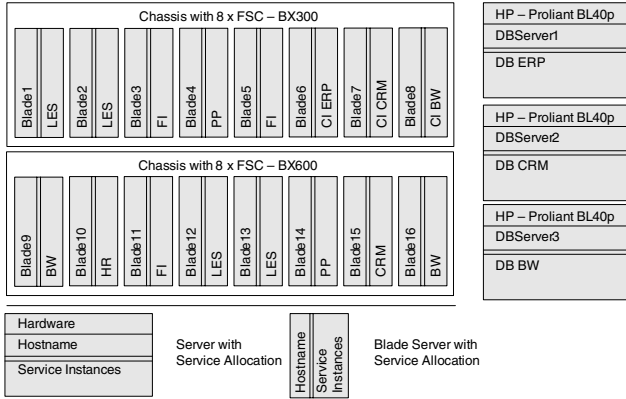 Chassis with 8 x FSC – BX300
Blade1
LES
Blade2
LES
Blade3
FI
Blade4
PP
Blade5
FI
Blade6
CI ERP
Blade7
CI CRM
Blade8
CI BW
Chassis with 8 x FSC – BX600
Blade9
BW
Blade10
HR
Blade11
FI
Blade12
LES
Blade13
LES
Blade14
PP
Blade15
CRM
Blade16
BW
HP – Proliant BL40p
DBServer1
DB ERP
HP – Proliant BL40p
DBServer2
DB CRM
HP – Proliant BL40p
DBServer3
DB BW
Hardware
Hostname
Service Instances
Server with
Service Allocation
Hostname
Service
Instances
Blade Server with
Service Allocation